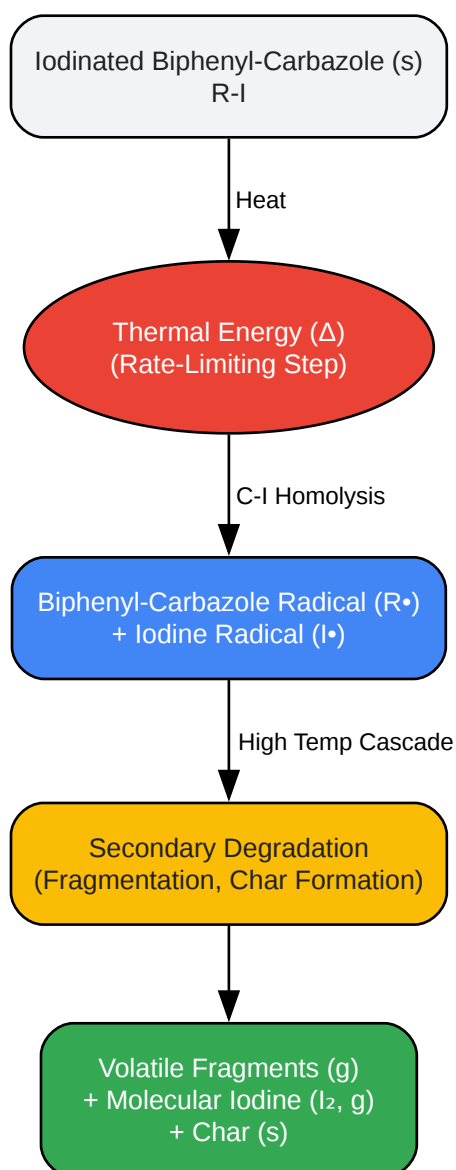 Iodinated Biphenyl-Carbazole (s)
R-I
Heat
Thermal Energy (Δ)
(Rate-Limiting Step)
C-I Homolysis
Biphenyl-Carbazole Radical (R•)
+ Iodine Radical (I•)
High Temp Cascade
Secondary Degradation
(Fragmentation, Char Formation)
Volatile Fragments (g)
+ Molecular Iodine (I₂, g)
+ Char (s)